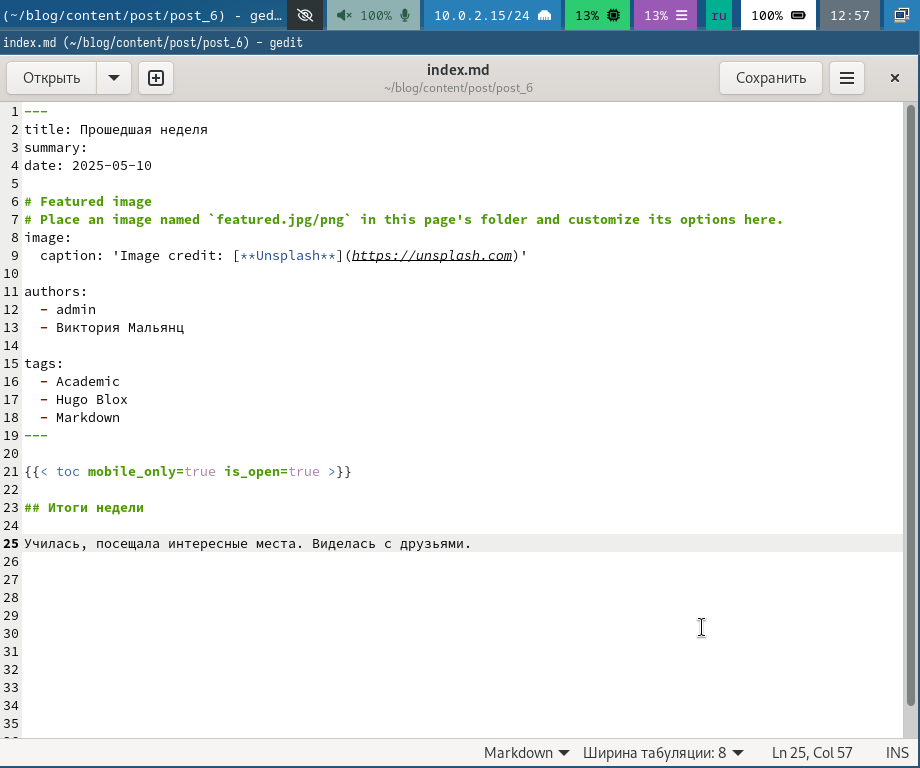 (~/blog/content/post/post_6) - ged… 100% 10.0.2.15/24 13% 13% ru 100% 12:57
index.md (~/blog/content/post/post_6) - gedit
Открыть
index.md
~/blog/content/post/post_6
Сохранить
1 ---
2 title: Прошедшая неделя
3 summary:
4 date: 2025-05-10
5
6 # Featured image
7 # Place an image named `featured.jpg/png` in this page's folder and customize its options here.
8 image:
9   caption: 'Image credit: [**Unsplash**](https://unsplash.com)'
10
11 authors:
12   - admin
13   - Виктория Мальянц
14
15 tags:
16   - Academic
17   - Hugo Blox
18   - Markdown
19 ---
20
21 {{< toc mobile_only=true is_open=true >}}
22
23 ## Итоги недели
24
25 Училась, посещала интересные места. Виделась с друзьями.
26
27
28
29
30
31
32
33
34
35
Markdown Ширина табуляции: 8 Ln 25, Col 57 INS